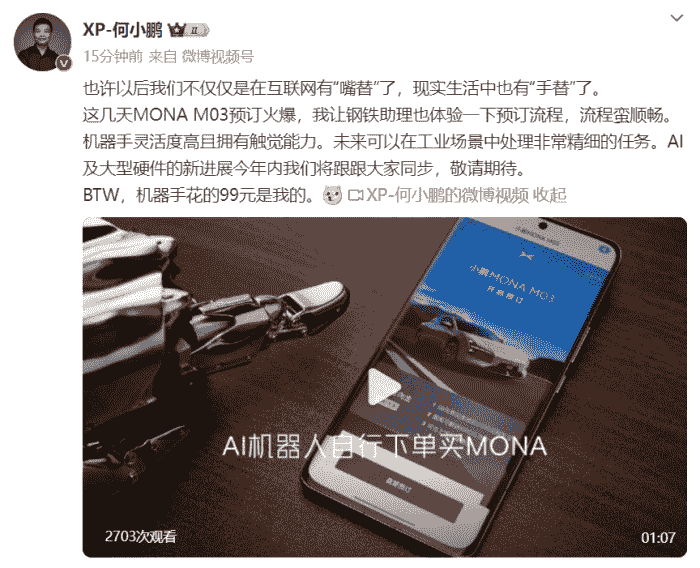 XP-何小鹏
15分钟前 来自 微博视频号
也许以后我们不仅仅是在互联网有“嘴替”了，现实生活中也有“手替”了。
这几天MONA M03预订火爆，我让钢铁助理也体验一下预订流程，流程蛮顺畅。
机器手灵活度高且拥有触觉能力。未来可以在工业场景中处理非常精细的任务。AI
及大型硬件的新进展今年内我们将跟跟大家同步，敬请期待。
BTW，机器手花的99元是我的。 XP-何小鹏的微博视频 收起
小鹏MONA M03
开启预订
AI机器人自行下单买MONA
2703次观看
01:07